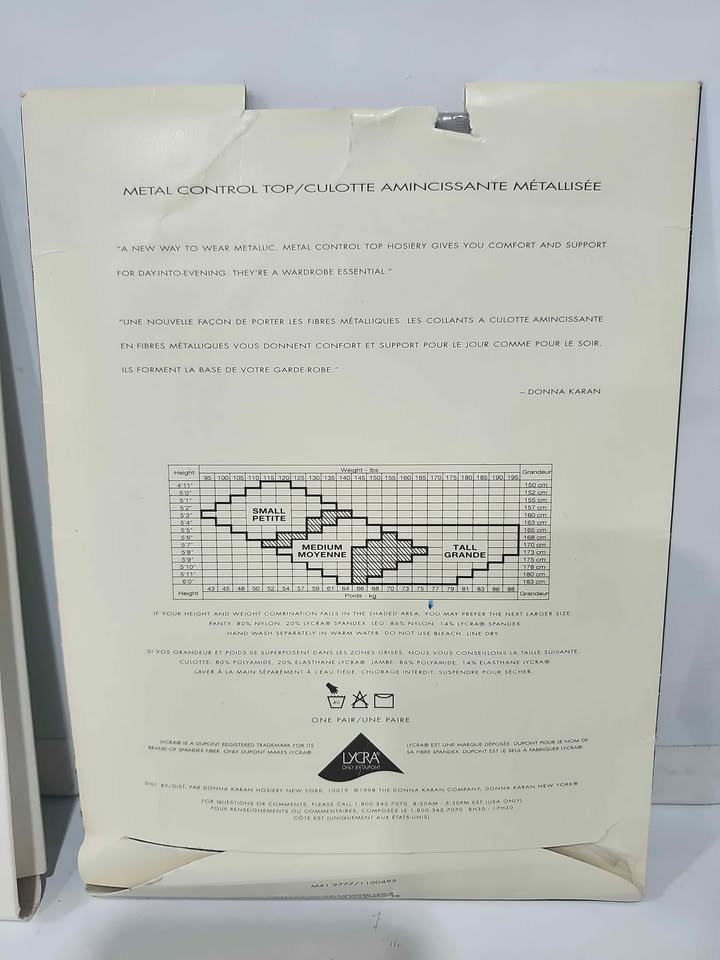 METAL CONTROL TOP/CULOTTE AMINCISSANTE MÉTALLISÉE
"A NEW WAY TO WEAR METALLIC. METAL CONTROL TOP HOSIERY GIVES YOU COMFORT AND SUPPORT
FOR DAY-INTO-EVENING. THEY'RE A WARDROBE ESSENTIAL."
"UNE NOUVELLE FAÇON DE PORTER LES FIBRES MÉTALLIQUES. LES COLLANTS A CULOTTE AMINCISSANTE
EN FIBRES MÉTALLIQUES VOUS DONNENT CONFORT ET SUPPORT POUR LE JOUR COMME POUR LE SOIR.
ILS FORMENT LA BASE DE VOTRE GARDE-ROBE."
– DONNA KARAN
Height Weight - lbs Grandeur
95 100 105 110 115 120 125 130 135 140 145 150 155 160 165 170 175 180 185 190 195
4'11" 150 cm
5'0" 152 cm
5'1" 155 cm
5'2" 157 cm
5'3" 160 cm
5'4" 163 cm
5'5" 165 cm
5'6" 168 cm
5'7" 170 cm
5'8" 173 cm
5'9" 175 cm
5'10" 178 cm
5'11" 180 cm
6'0" 183 cm
SMALL
PETITE
MEDIUM
MOYENNE
TALL
GRANDE
43 45 48 50 52 54 57 59 61 64 66 68 70 73 75 77 79 81 83 86 88
Height Poids - kg Grandeur
IF YOUR HEIGHT AND WEIGHT COMBINATION FALLS IN THE SHADED AREA, YOU MAY PREFER THE NEXT LARGER SIZE.
PANTY: 80% NYLON, 20% LYCRA® SPANDEX LEG: 86% NYLON, 14% LYCRA® SPANDEX
HAND WASH SEPARATELY IN WARM WATER. DO NOT USE BLEACH. LINE DRY.
SI VOS GRANDEUR ET POIDS SE SUPERPOSENT DANS LES ZONES GRISES, NOUS VOUS CONSEILLONS LA TAILLE SUIVANTE.
CULOTTE: 80% POLYAMIDE, 20% ELASTHANE LYCRA® JAMBE: 86% POLYAMIDE, 14% ELASTHANE LYCRA®
LAVER À LA MAIN SÉPARÉMENT À L'EAU TIÈDE. CHLORAGE INTERDIT. SUSPENDRE POUR SÉCHER.
40
ONE PAIR/UNE PAIRE
LYCRA® IS A DUPONT REGISTERED TRADEMARK FOR ITS
BRAND OF SPANDEX FIBER. ONLY DUPONT MAKES LYCRA®.
LYCRA®
ONLY BY DUPONT
LYCRA® EST UNE MARQUE DÉPOSÉE. DUPONT POUR LE NOM DE
SA FIBRE SPANDEX. DUPONT EST LE SEUL À FABRIQUER LYCRA®.
DIST. BY/DIST. PAR DONNA KARAN HOSIERY NEW YORK, 10019 ©1998 THE DONNA KARAN COMPANY, DONNA KARAN NEW YORK®
FOR QUESTIONS OR COMMENTS, PLEASE CALL 1.800.342.7070 8:30AM - 5:30PM EST (USA ONLY)
POUR RENSEIGNEMENTS OU COMMENTAIRES, COMPOSEZ LE 1.800.342.7070 8H30 - 17H30
CÔTE EST (UNIQUEMENT AUX ÉTATS-UNIS)
M41 3777/1100495